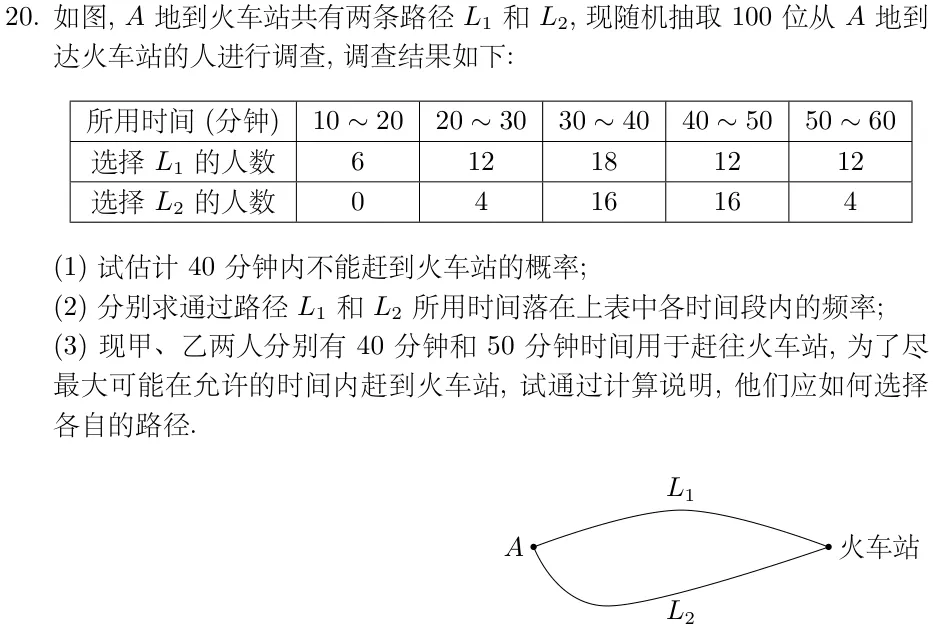 20. 如图, A 地到火车站共有两条路径 L₁ 和 L₂, 现随机抽取 100 位从 A 地到
达火车站的人进行调查, 调查结果如下:
所用时间 (分钟) 10 ∼ 20 20 ∼ 30 30 ∼ 40 40 ∼ 50 50 ∼ 60
选择 L₁ 的人数 6 12 18 12 12
选择 L₂ 的人数 0 4 16 16 4
(1) 试估计 40 分钟内不能赶到火车站的概率;
(2) 分别求通过路径 L₁ 和 L₂ 所用时间落在上表中各时间段内的频率;
(3) 现甲、乙两人分别有 40 分钟和 50 分钟时间用于赶往火车站, 为了尽
最大可能在允许的时间内赶到火车站, 试通过计算说明, 他们应如何选择
各自的路径.
L₁
A 火车站
L₂